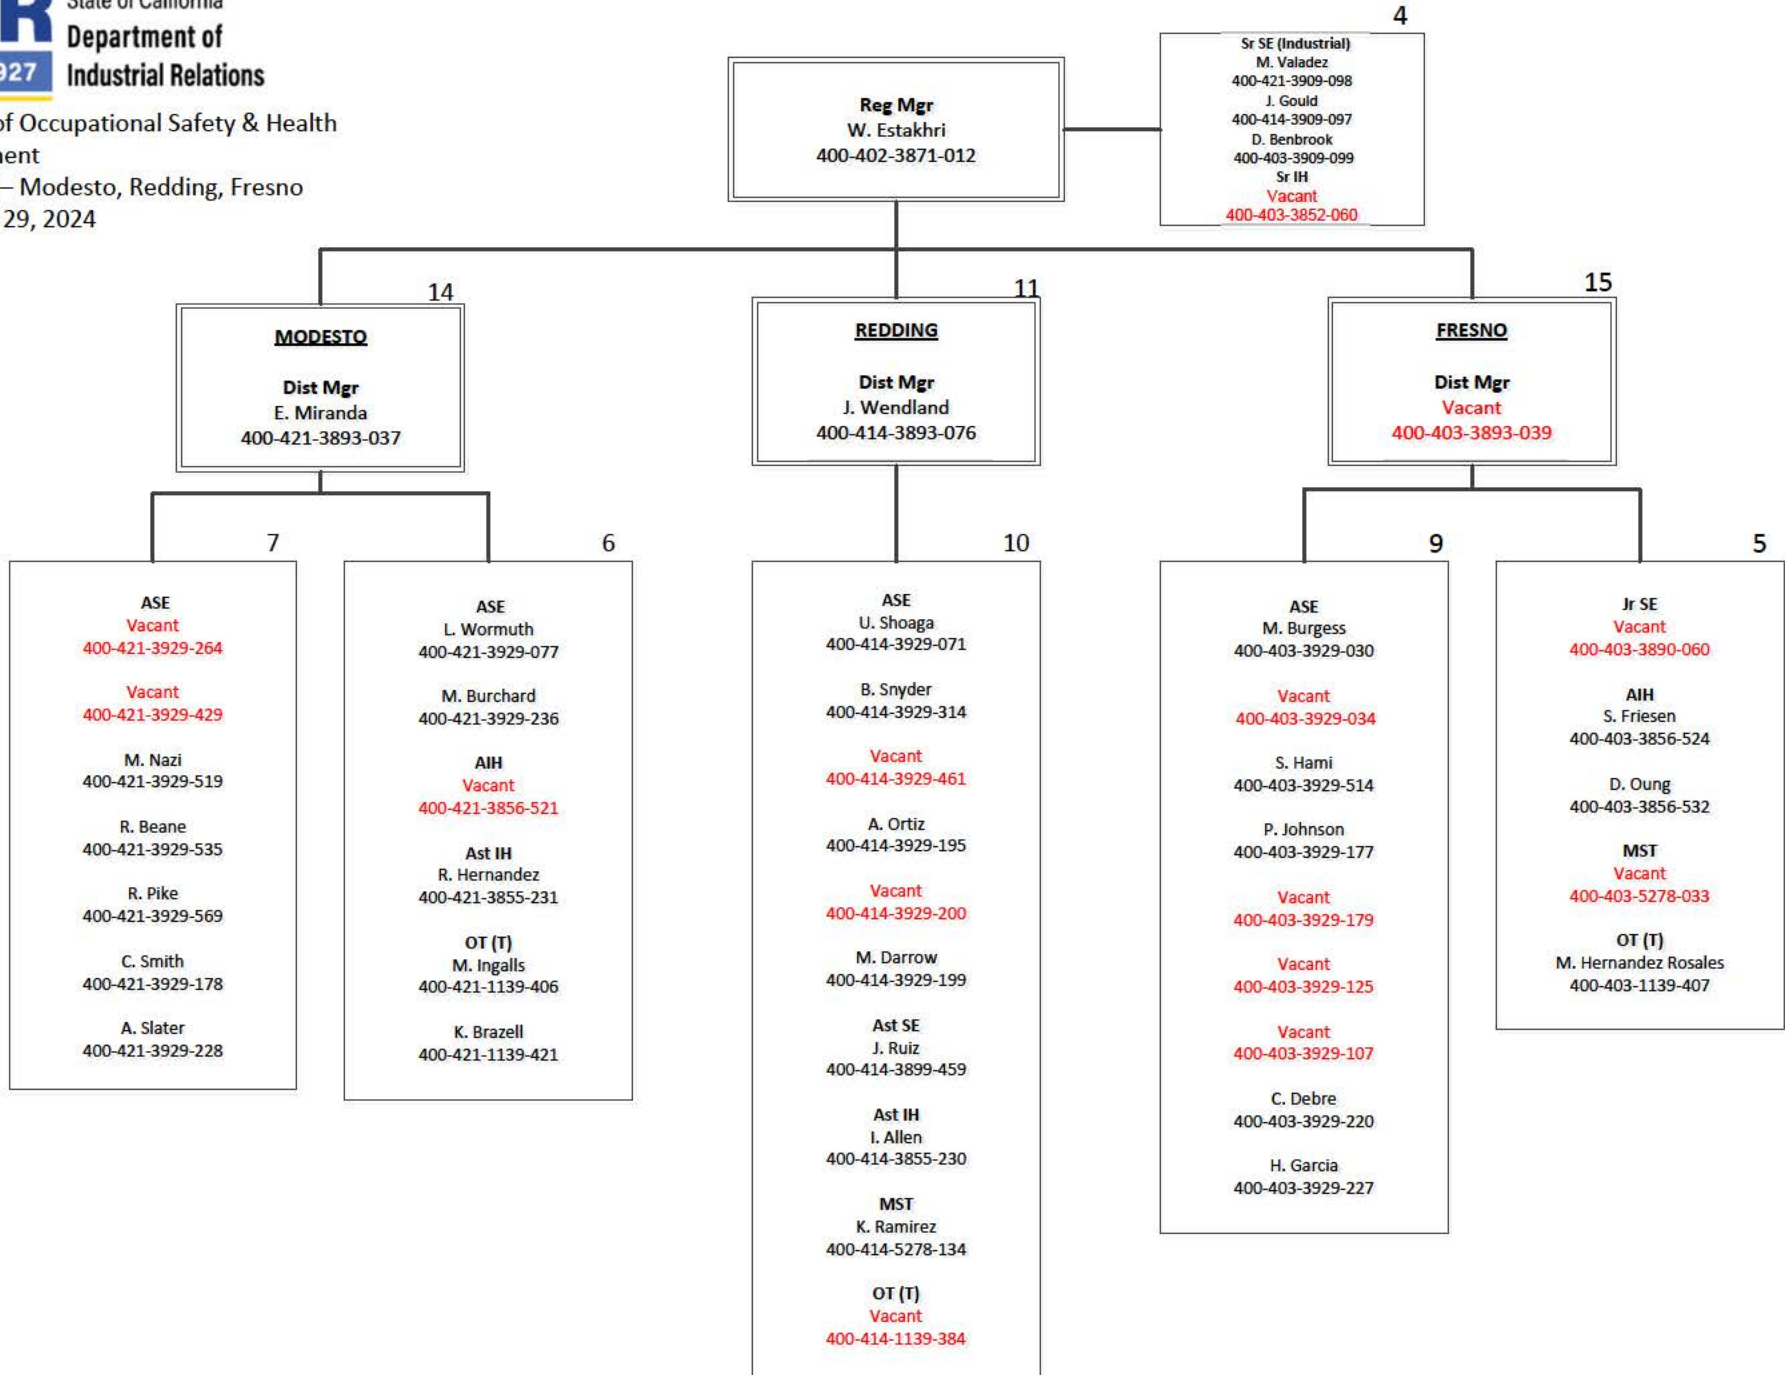 State of California
Department of
Industrial Relations
927
of Occupational Safety & Health
– Modesto, Redding, Fresno
29, 2024
4
Sr SE (Industrial)
M. Valadez
400-421-3909-098
J. Gould
400-414-3909-097
D. Benbrook
400-403-3909-099
Sr IH
Vacant
400-403-3852-060
Reg Mgr
W. Estakhri
400-402-3871-012
14
MODESTO
Dist Mgr
E. Miranda
400-421-3893-037
11
REDDING
Dist Mgr
J. Wendland
400-414-3893-076
15
FRESNO
Dist Mgr
Vacant
400-403-3893-039
7
ASE
Vacant
400-421-3929-264
Vacant
400-421-3929-429
M. Nazi
400-421-3929-519
R. Beane
400-421-3929-535
R. Pike
400-421-3929-569
C. Smith
400-421-3929-178
A. Slater
400-421-3929-228
6
ASE
L. Wormuth
400-421-3929-077
M. Burchard
400-421-3929-236
AIH
Vacant
400-421-3856-521
Ast IH
R. Hernandez
400-421-3855-231
OT (T)
M. Ingalls
400-421-1139-406
K. Brazell
400-421-1139-421
10
ASE
U. Shoaga
400-414-3929-071
B. Snyder
400-414-3929-314
Vacant
400-414-3929-461
A. Ortiz
400-414-3929-195
Vacant
400-414-3929-200
M. Darrow
400-414-3929-199
Ast SE
J. Ruiz
400-414-3899-459
Ast IH
I. Allen
400-414-3855-230
MST
K. Ramirez
400-414-5278-134
OT (T)
Vacant
400-414-1139-384
9
ASE
M. Burgess
400-403-3929-030
Vacant
400-403-3929-034
S. Hami
400-403-3929-514
P. Johnson
400-403-3929-177
Vacant
400-403-3929-179
Vacant
400-403-3929-125
Vacant
400-403-3929-107
C. Debre
400-403-3929-220
H. Garcia
400-403-3929-227
5
Jr SE
Vacant
400-403-3890-060
AIH
S. Friesen
400-403-3856-524
D. Oung
400-403-3856-532
MST
Vacant
400-403-5278-033
OT (T)
M. Hernandez Rosales
400-403-1139-407